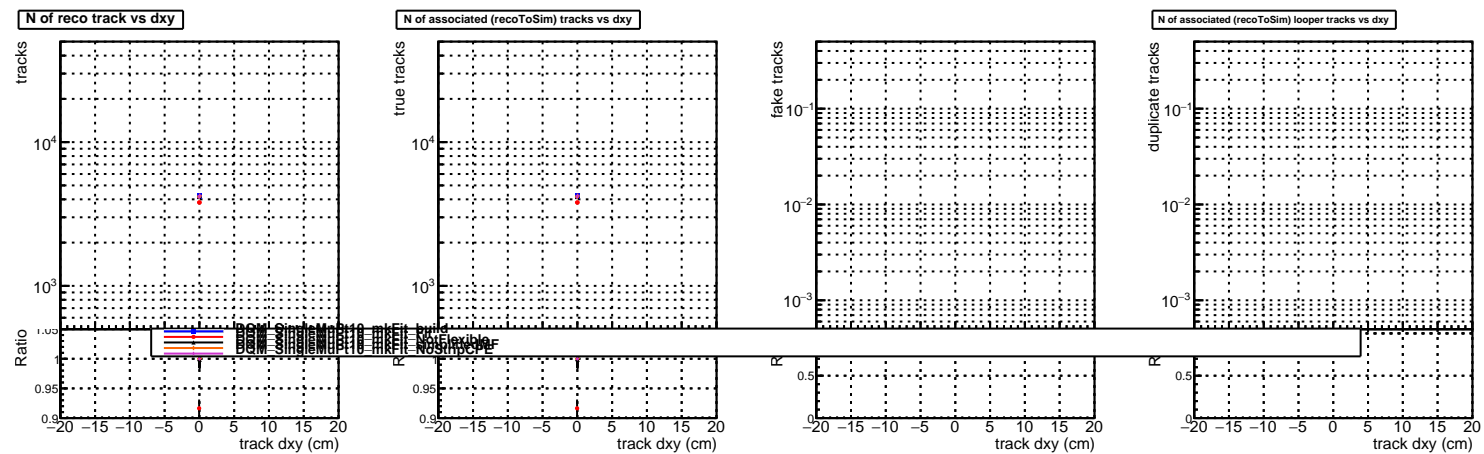 N of reco track vs dxy
N of associated (recoToSim) tracks vs dxy
N of associated (recoToSim) looper tracks vs dxy
tracks
true tracks
fake tracks
duplicate tracks
10⁴
10³
10⁴
10³
10⁻¹
10⁻²
10⁻³
10⁻¹
10⁻²
10⁻³
DQM_SingleMuPt10_mkFit_build
DQM_SingleMuPt10_mkFit_NotFlexible
DQM_SingleMuPt10_mkFit_NoStripCPE
Ratio
1.05
1
0.95
0.9
0.95
0.9
0.5
0
0.5
0
−20 −15 −10 −5 0 5 10 15 20
track dxy (cm)
−20 −15 −10 −5 0 5 10 15 20
track dxy (cm)
−20 −15 −10 −5 0 5 10 15 20
track dxy (cm)
−20 −15 −10 −5 0 5 10 15 20
track dxy (cm)